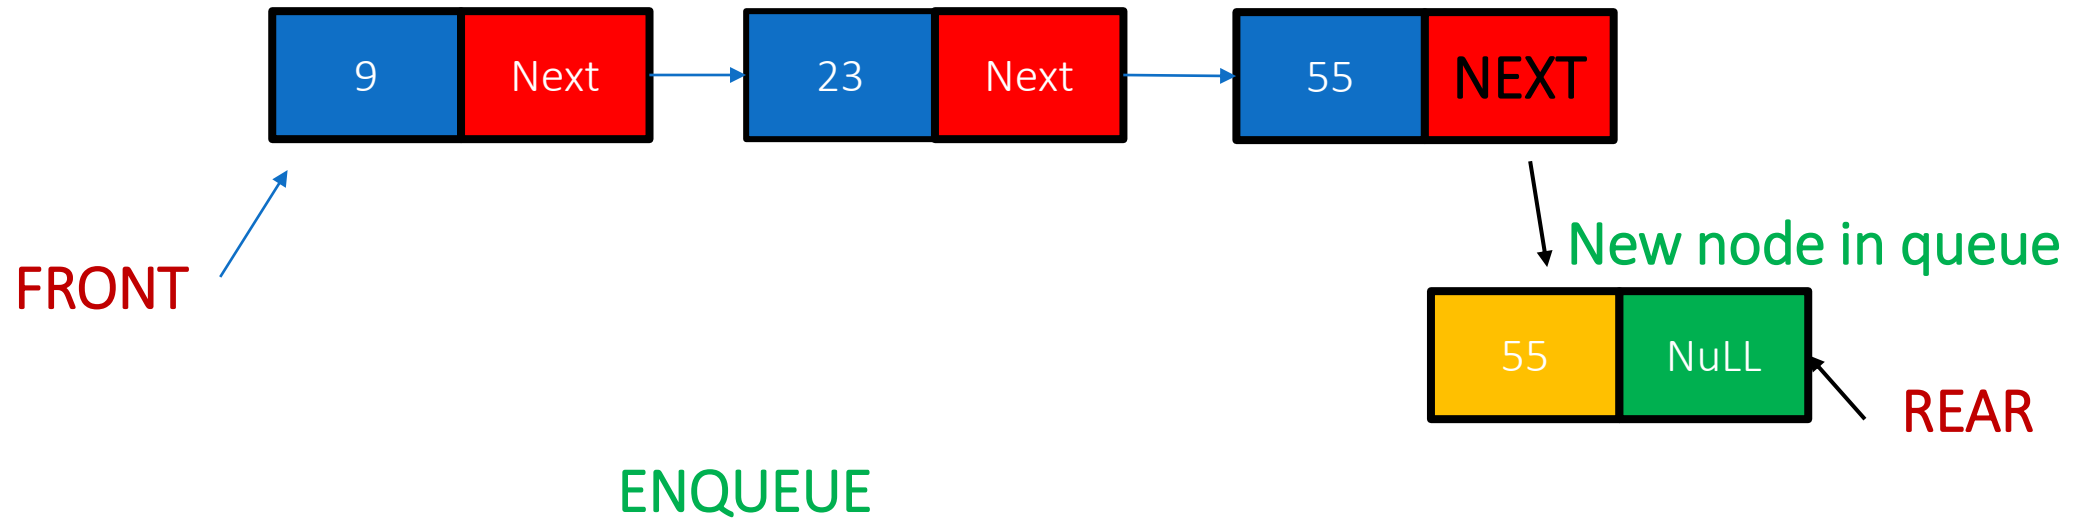 9 Next 23 Next 55 NEXT
New node in queue
FRONT
55 NuLL
REAR
ENQUEUE